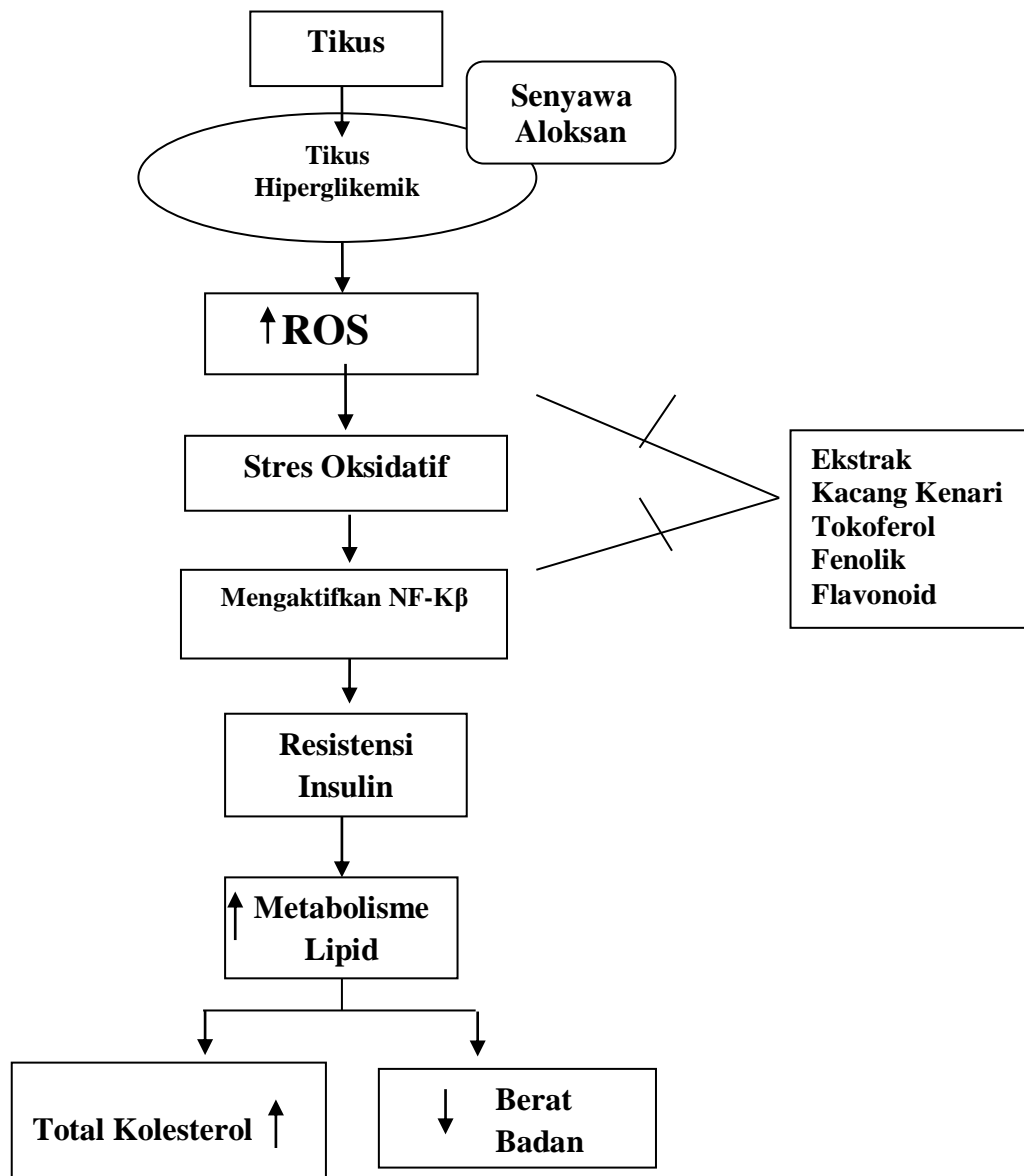 Tikus
Senyawa
Aloksan
Tikus
Hiperglikemik
↑ROS
Stres Oksidatif
Ekstrak
Kacang Kenari
Tokoferol
Fenolik
Flavonoid
Mengaktifkan NF-Kβ
Resistensi
Insulin
↑ Metabolisme
Lipid
Total Kolesterol ↑
↓ Berat
Badan